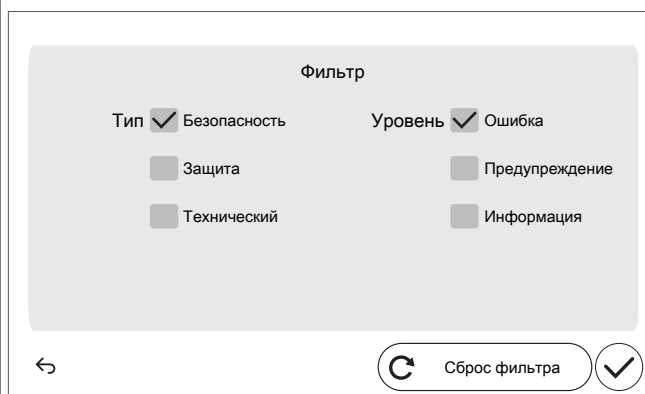 Фильтр
Тип Безопасность Уровень Ошибка
Защита Предупреждение
Технический Информация
Сброс фильтра